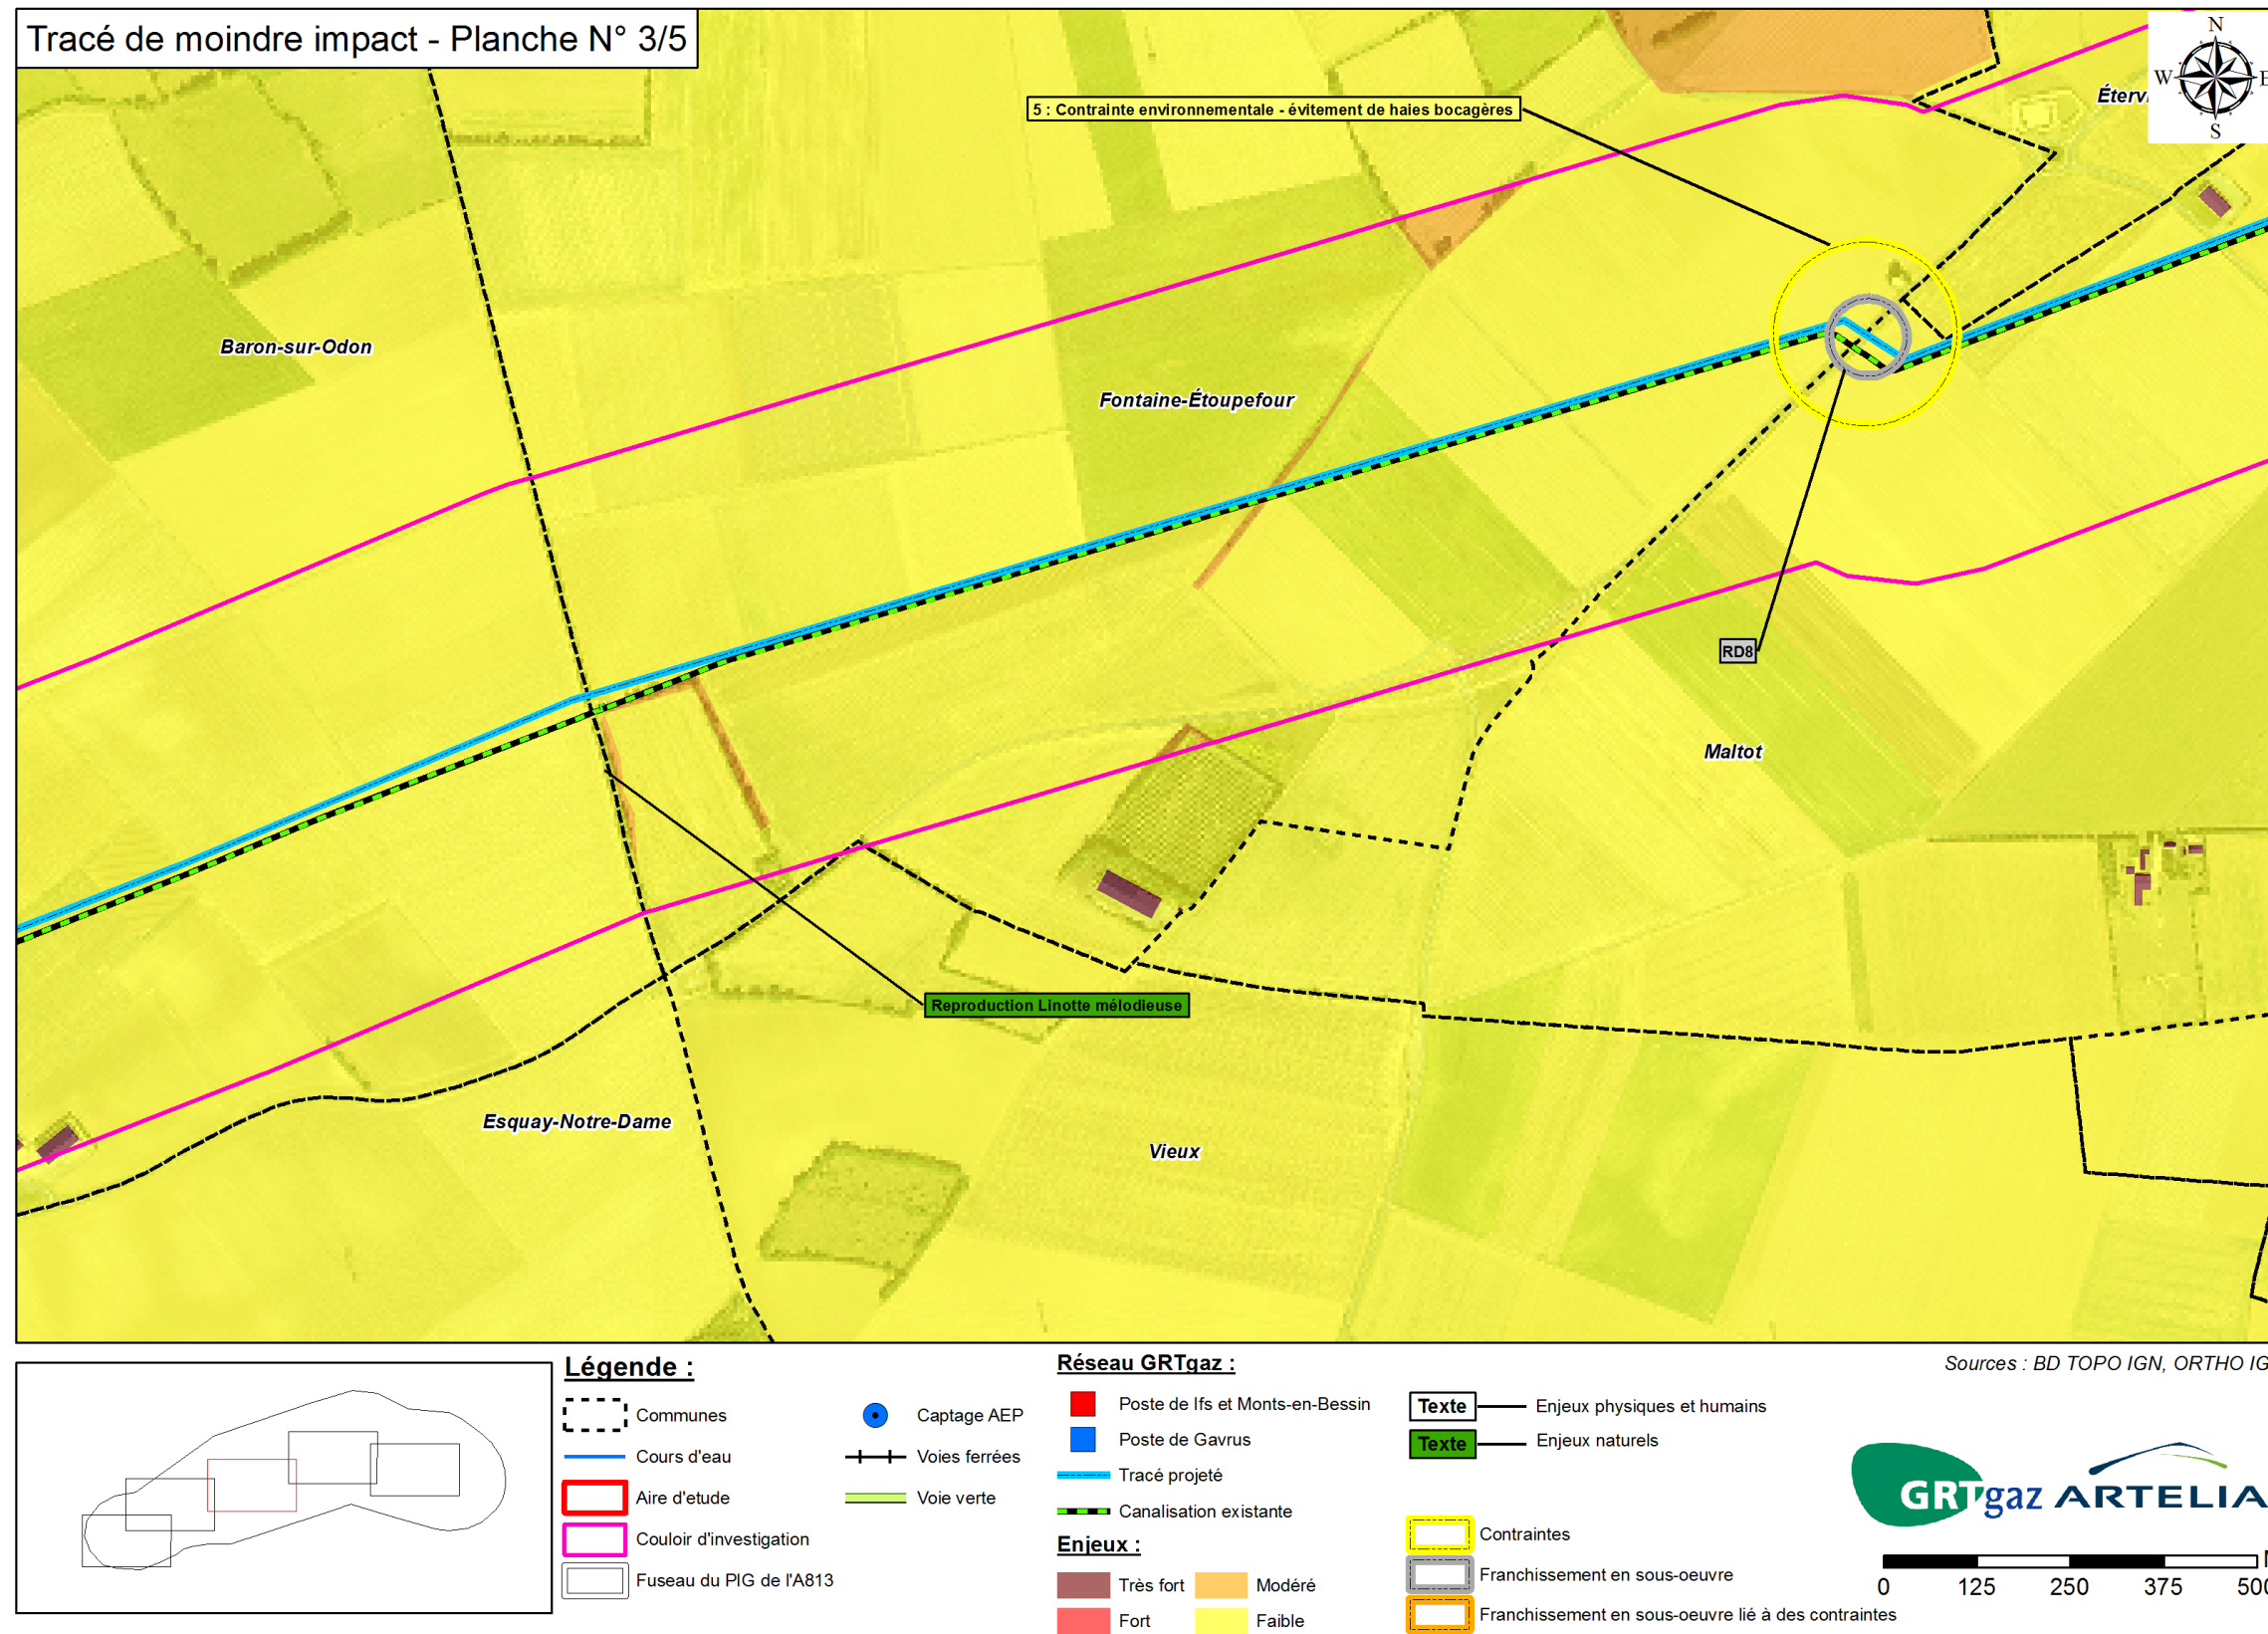 Tracé de moindre impact - Planche N° 3/5
N
W
E
S
5 : Contrainte environnementale - évitement de haies bocagères
Baron-sur-Odon
Fontaine-Étoupefour
RD8
Maltot
Reproduction Linotte mélodieuse
Esquay-Notre-Dame
Vieux
Légende :
Communes
Cours d'eau
Aire d'etude
Couloir d'investigation
Fuseau du PIG de l'A813
Captage AEP
Voies ferrées
Voie verte
Réseau GRTgaz :
Poste de Ifs et Monts-en-Bessin
Poste de Gavrus
Tracé projeté
Canalisation existante
Enjeux :
Très fort
Modéré
Fort
Faible
Texte Enjeux physiques et humains
Texte Enjeux naturels
Contraintes
Franchissement en sous-oeuvre
Franchissement en sous-oeuvre lié à des contraintes
Sources : BD TOPO IGN, ORTHO
GRTgaz ARTELIA
0 125 250 375